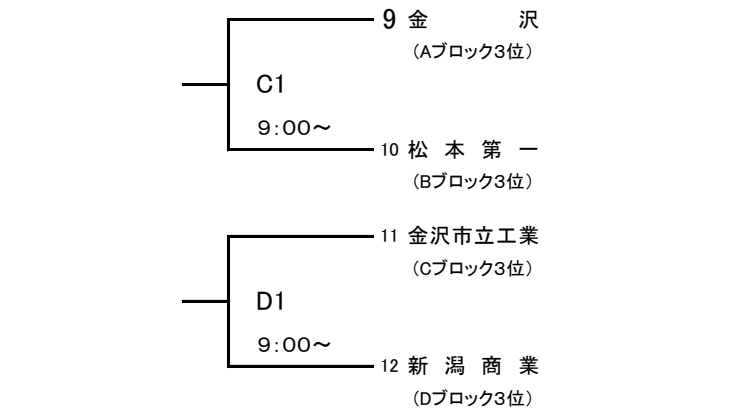 9 金 沢
（Aブロック3位）
C1
9：00～
10 松 本 第 一
（Bブロック3位）
11 金沢市立工業
（Cブロック3位）
D1
9：00～
12 新 潟 商 業
（Dブロック3位）